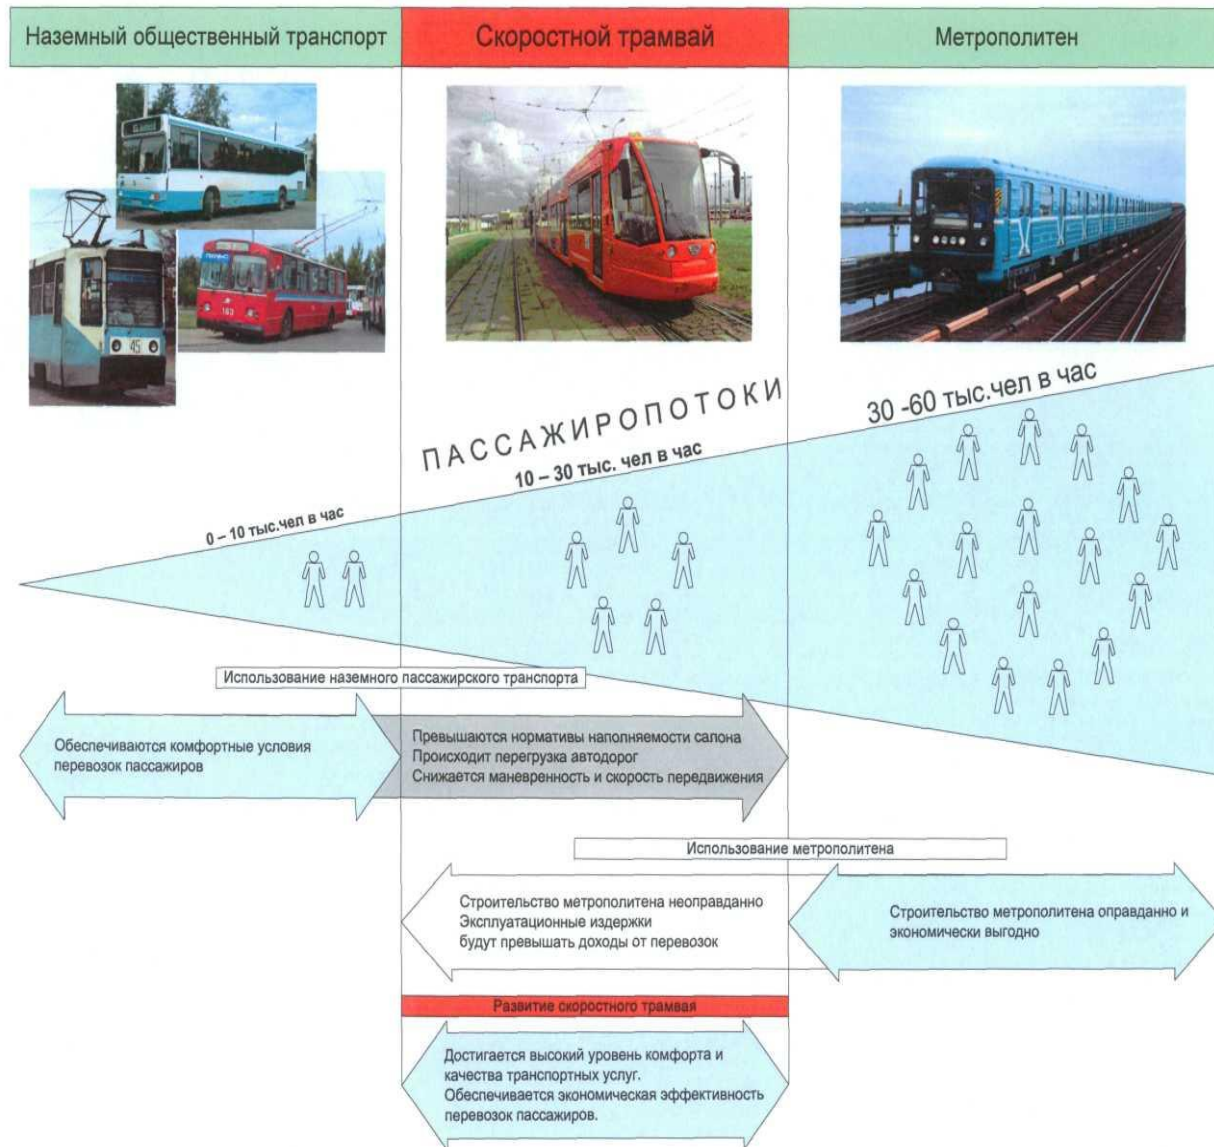 Наземный общественный транспорт
Скоростной трамвай
Метрополитен
45
163
ПАССАЖИРОПОТОКИ
0 – 10 тыс.чел в час
10 – 30 тыс. чел в час
30 -60 тыс.чел в час
Использование наземного пассажирского транспорта
Обеспечиваются комфортные условия
перевозок пассажиров
Превышаются нормативы наполняемости салона
Происходит перегрузка автодорог
Снижается маневренность и скорость передвижения
Использование метрополитена
Строительство метрополитена неоправданно
Эксплуатационные издержки
будут превышать доходы от перевозок
Строительство метрополитена оправданно и
экономически выгодно
Развитие скоростного трамвая
Достигается высокий уровень комфорта и
качества транспортных услуг.
Обеспечивается экономическая эффективность
перевозок пассажиров.